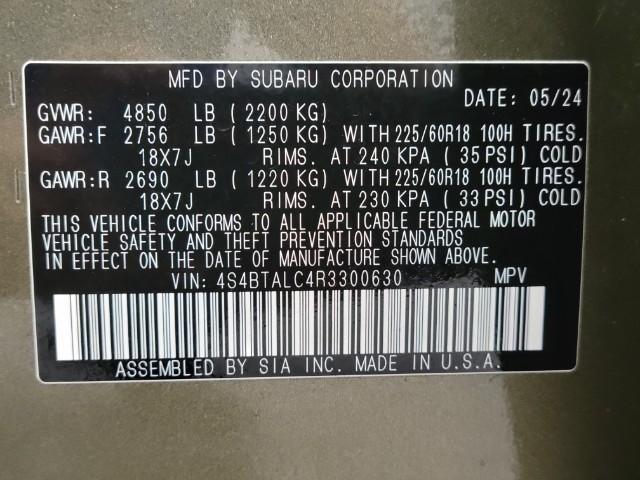 MFD BY SUBARU CORPORATION
DATE: 05/24
GVWR: 4850 LB (2200 KG)
GAWR:F 2756 LB (1250 KG) WITH 225/60R18 100H TIRES.
18X7J RIMS. AT 240 KPA (35 PSI) COLD
GAWR:R 2690 LB (1220 KG) WITH 225/60R18 100H TIRES.
18X7J RIMS. AT 230 KPA (33 PSI) COLD
THIS VEHICLE CONFORMS TO ALL APPLICABLE FEDERAL MOTOR
VEHICLE SAFETY AND THEFT PREVENTION STANDARDS
IN EFFECT ON THE DATE OF MANUFACTURE SHOWN ABOVE.
VIN: 4S4BTALC4R3300630 MPV
ASSEMBLED BY SIA INC. MADE IN U.S.A.